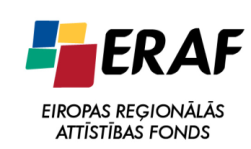 ERAF
EIROPAS REĢIONĀLĀS
ATTĪSTĪBAS FONDS